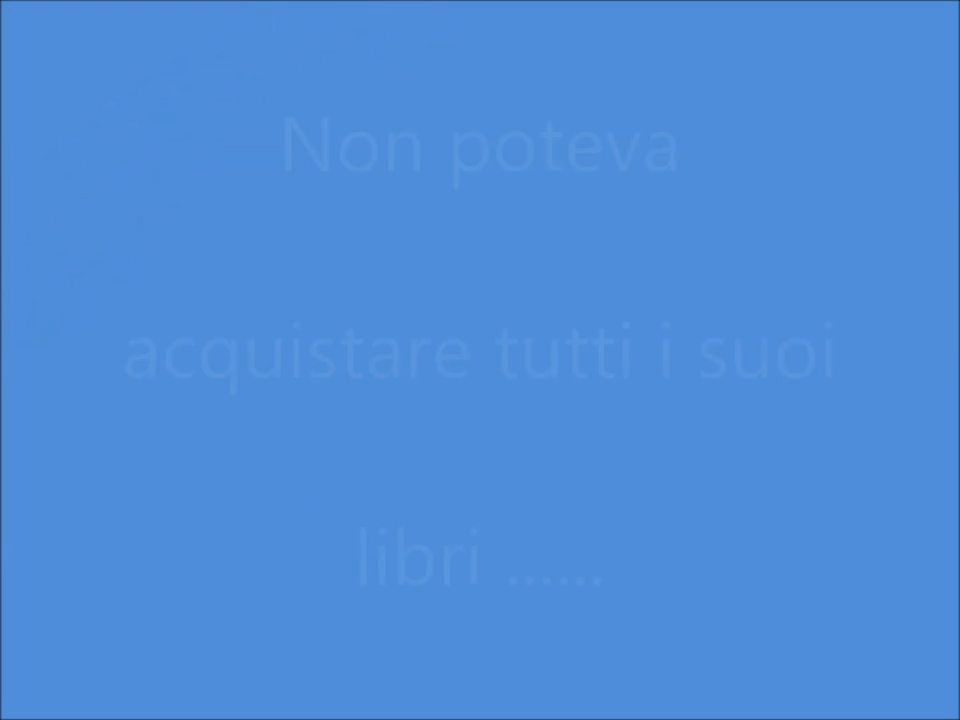 Non poteva
acquistare tutti i suoi
libri ......